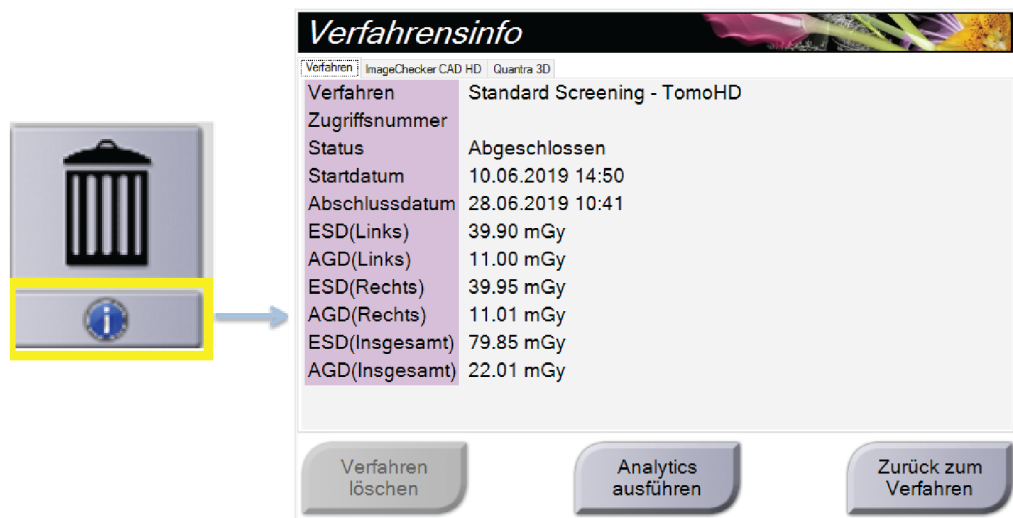 Verfahrensinfo
Verfahren ImageChecker CAD HD Quantra 3D
Verfahren Standard Screening - TomoHD
Zugriffsnummer
Status Abgeschlossen
Startdatum 10.06.2019 14:50
Abschlussdatum 28.06.2019 10:41
ESD(Links) 39.90 mGy
AGD(Links) 11.00 mGy
ESD(Rechts) 39.95 mGy
AGD(Rechts) 11.01 mGy
ESD(Insgesamt) 79.85 mGy
AGD(Insgesamt) 22.01 mGy
Verfahren
löschen
Analytics
ausführen
Zurück zum
Verfahren